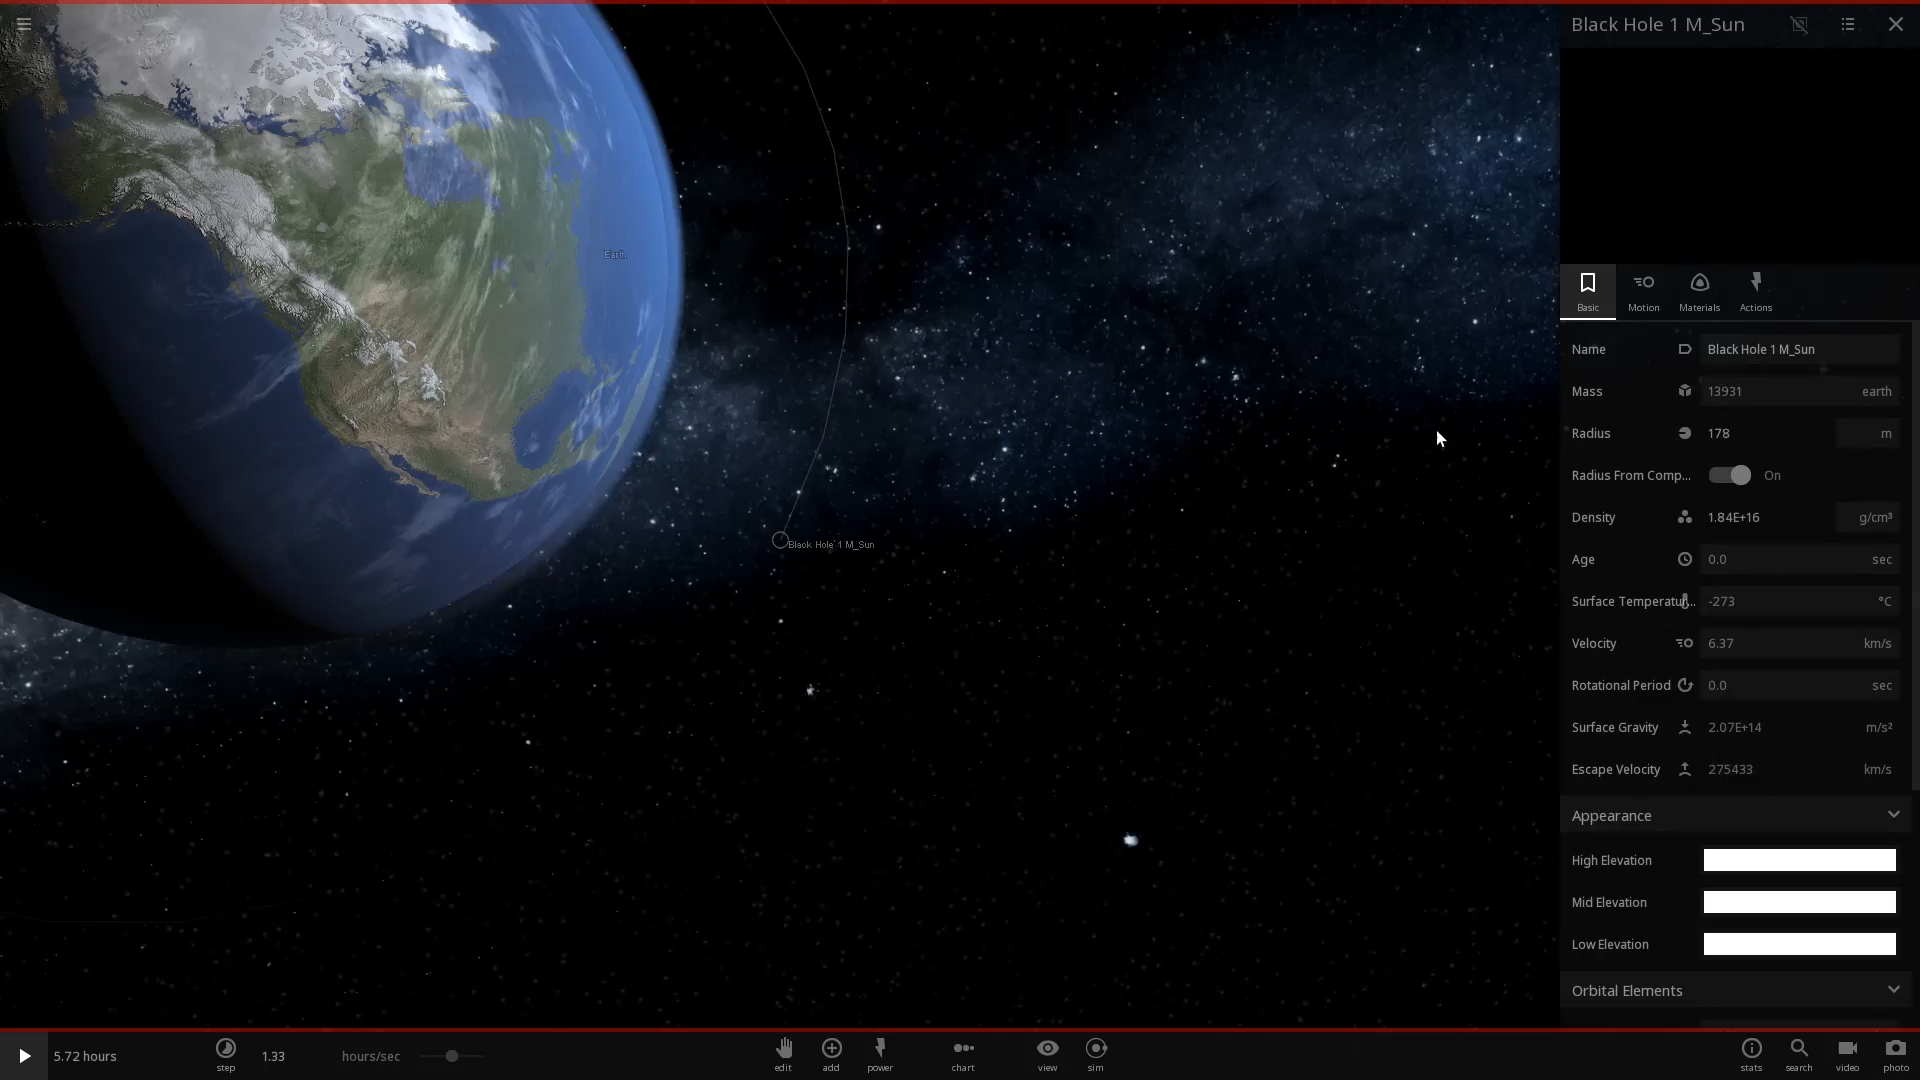 Black Hole 1 M_Sun
Earth
Black Hole 1 M_Sun
Basic
Motion
Materials
Actions
Name Black Hole 1 M_Sun
Mass 13931 earth
Radius 178 m
Radius From Comp... On
Density 1.84E+16 g/cm³
Age 0.0 sec
Surface Temperatur... -273 °C
Velocity 6.37 km/s
Rotational Period 0.0 sec
Surface Gravity 2.07E+14 m/s²
Escape Velocity 275433 km/s
Appearance
High Elevation
Mid Elevation
Low Elevation
Orbital Elements
5.72 hours
step
1.33 hours/sec
edit
add
power
chart
view
sim
stats
search
video
photo